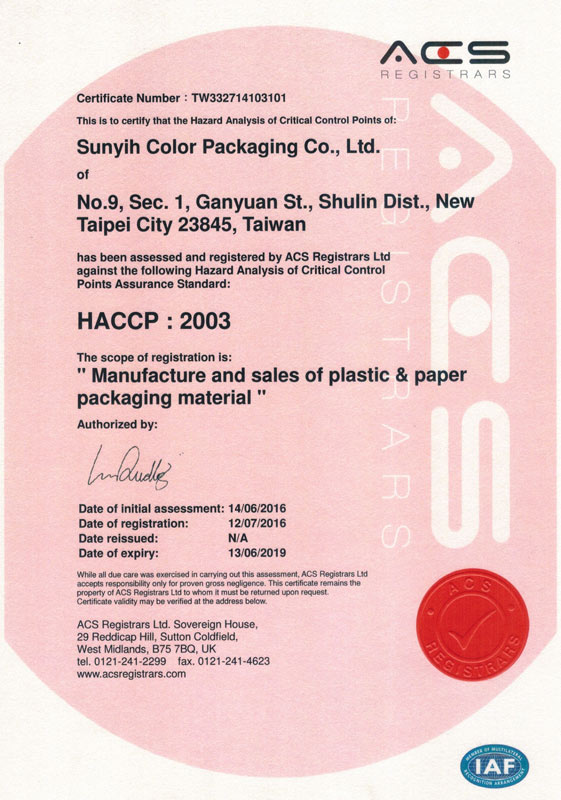 ACS
REGISTRARS
Certificate Number : TW332714103101
This is to certify that the Hazard Analysis of Critical Control Points of:
Sunyih Color Packaging Co., Ltd.
of
No.9, Sec. 1, Ganyuan St., Shulin Dist., New
Taipei City 23845, Taiwan
has been assessed and registered by ACS Registrars Ltd
against the following Hazard Analysis of Critical Control
Points Assurance Standard:
HACCP : 2003
The scope of registration is:
" Manufacture and sales of plastic & paper
packaging material "
Authorized by:
Date of initial assessment: 14/06/2016
Date of registration: 12/07/2016
Date reissued: N/A
Date of expiry: 13/06/2019
While all due care was exercised in carrying out this assessment, ACS Registrars Ltd
accepts responsibility only for proven gross negligence. This certificate remains the
property of ACS Registrars Ltd to whom it must be returned upon request.
Certificate validity may be verified at the address below.
ACS Registrars Ltd. Sovereign House,
29 Reddicap Hill, Sutton Coldfield,
West Midlands, B75 7BQ, UK
tel. 0121-241-2299 fax. 0121-241-4623
www.acsregistrars.com
ACS
REGISTRARS
ACS
REGISTRARS
MEMBER OF MULTILATERAL
IAF
RECOGNITION ARRANGEMENT